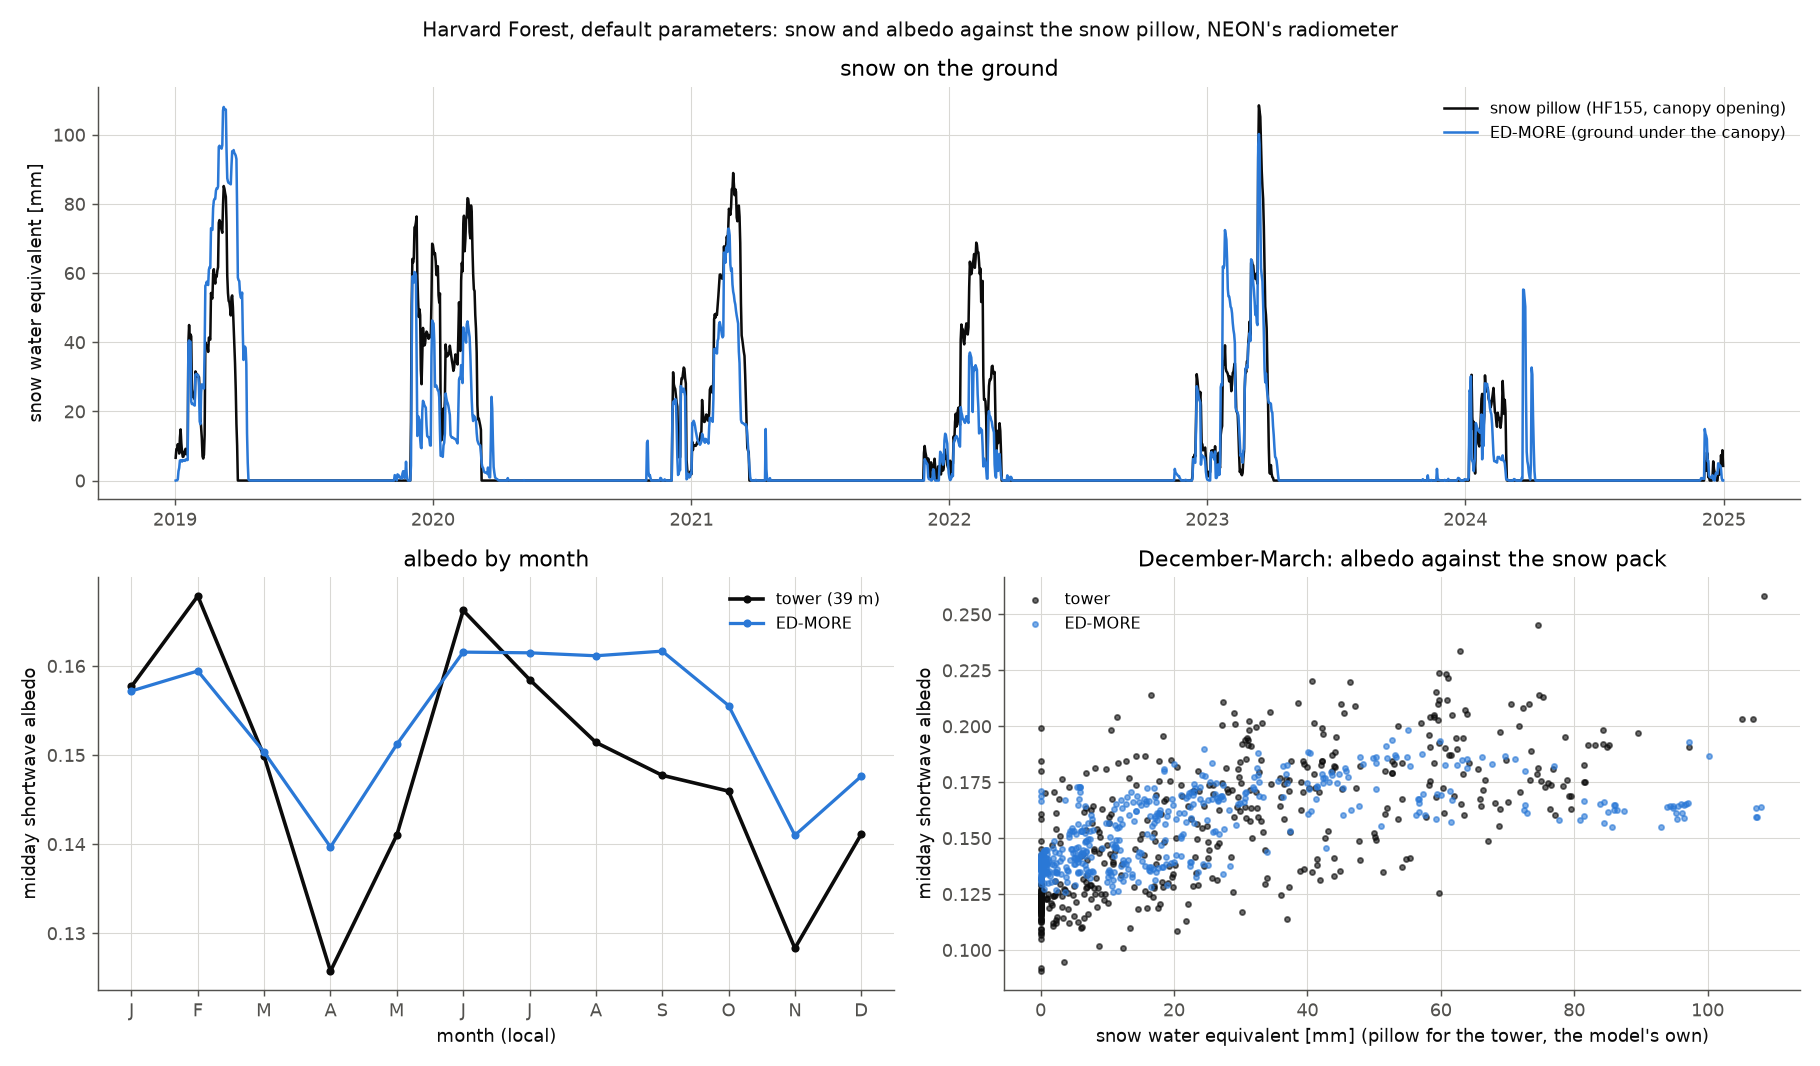 Harvard Forest, default parameters: snow and albedo against the snow pillow, NEON's radiometer
snow on the ground
snow water equivalent [mm]
100
80
60
40
20
0
snow pillow (HF155, canopy opening)
ED-MORE (ground under the canopy)
2019
2020
2021
2022
2023
2024
2025
albedo by month
midday shortwave albedo
0.16
0.15
0.14
0.13
tower (39 m)
ED-MORE
J
F
M
A
M
J
J
A
S
O
N
D
month (local)
December-March: albedo against the snow pack
midday shortwave albedo
0.250
0.225
0.200
0.175
0.150
0.125
0.100
tower
ED-MORE
0
20
40
60
80
100
snow water equivalent [mm] (pillow for the tower, the model's own)